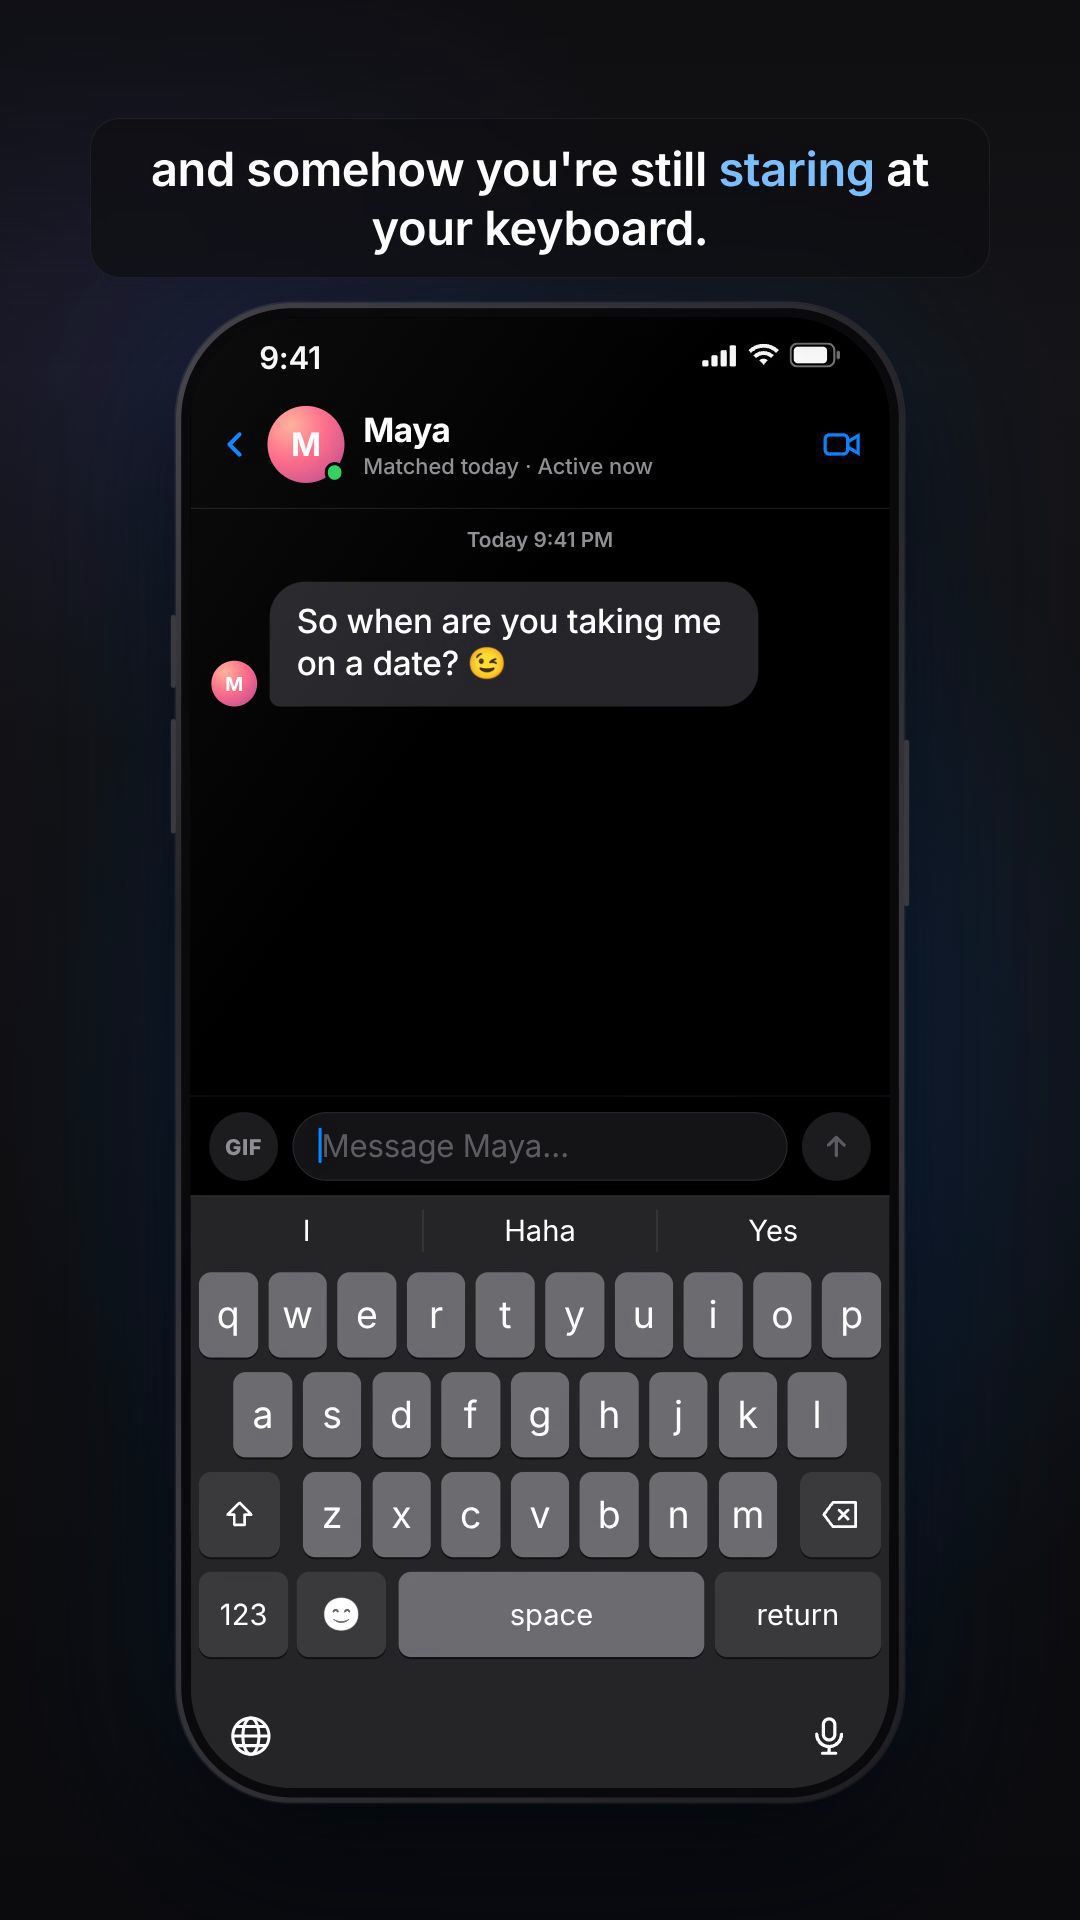 and somehow you're still staring at
your keyboard.
9:41
M
Maya
Matched today · Active now
Today 9:41 PM
So when are you taking me
on a date? 😉
M
GIF
Message Maya...
I
Haha
Yes
q w e r t y u i o p
a s d f g h j k l
z x c v b n m
123
space
return